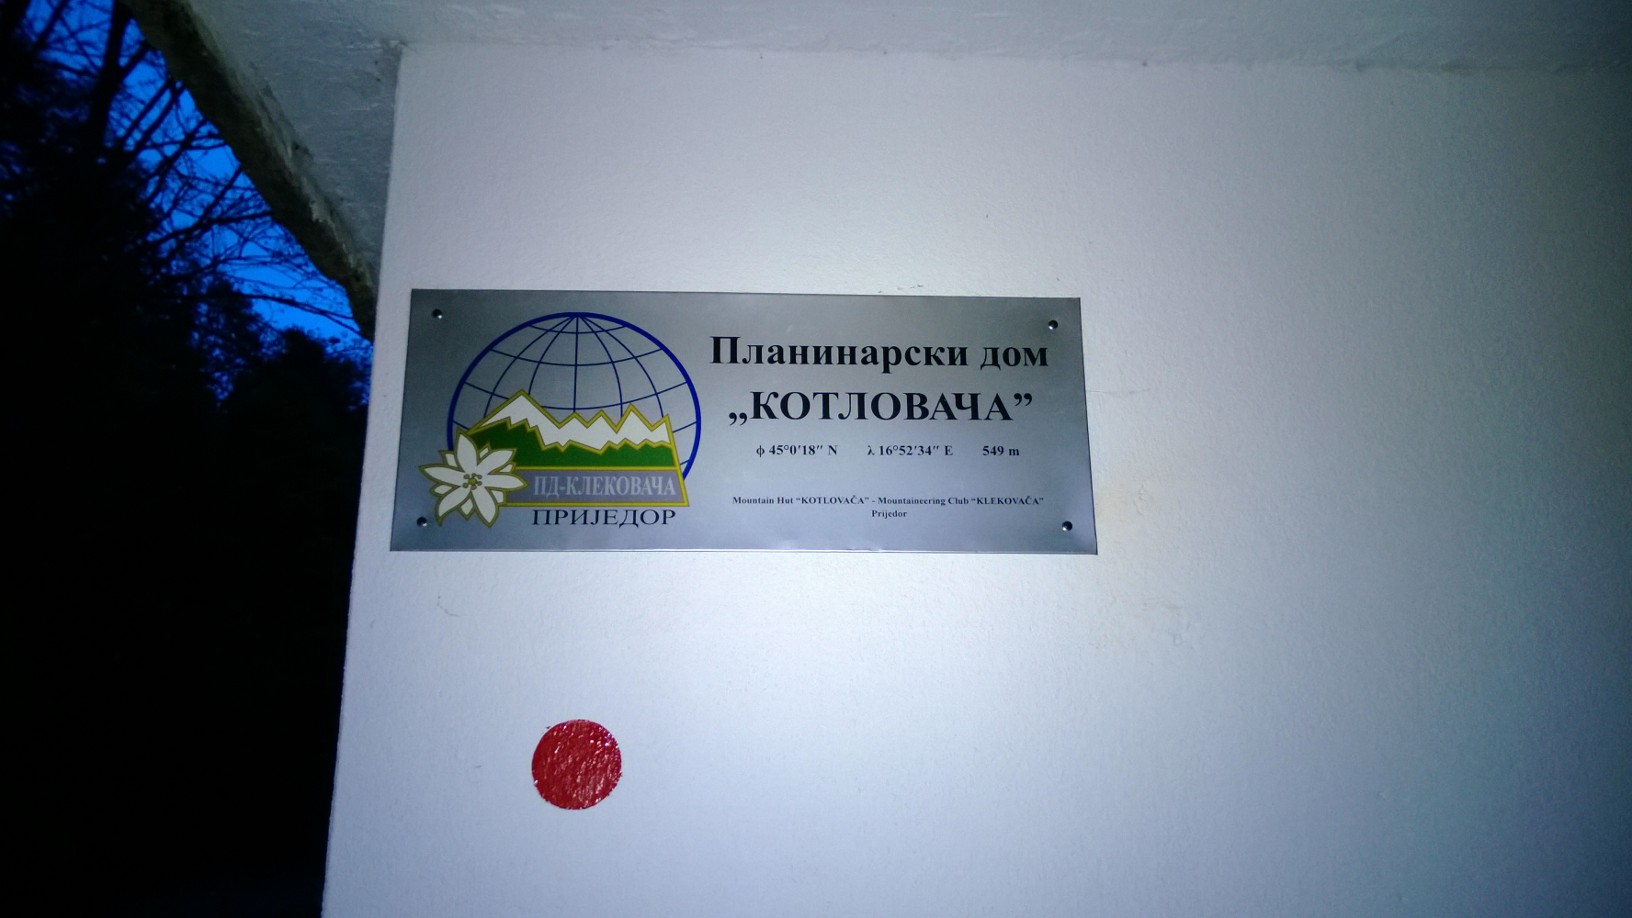 Планинарски дом
„КОТЛОВАЧА”
φ 45°0'18" N λ 16°52'34" E 549 m
Mountain Hut “KOTLOVAČA” - Mountaineering Club “KLEKOVAČA”
Prijedor
ПД-КЛЕКОВАЧА
ПРИЈЕДОР